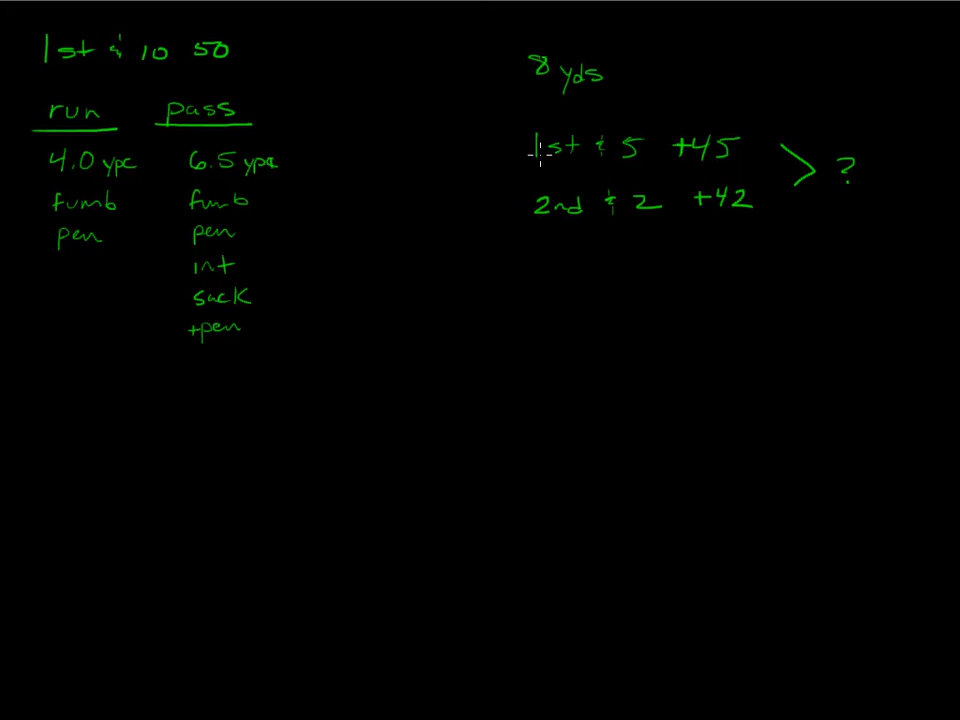 1st & 10 50
run pass
4.0 ypc 6.5 ypa
fumb fumb
pen pen
int
sack
+pen
8 yds
1st & 5 +45
2nd & 2 +42
> ?